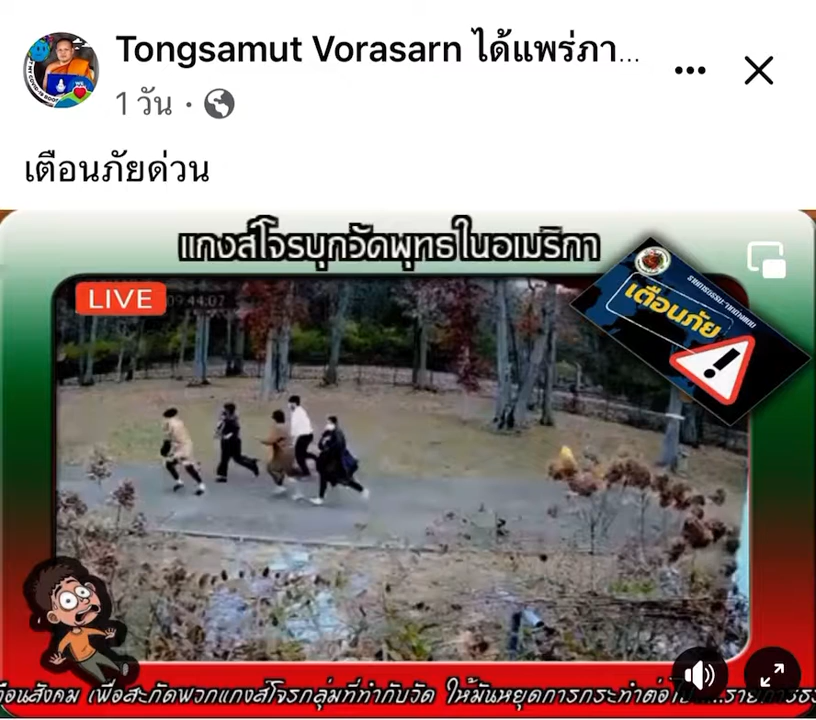 Tongsamut Vorasarn ได้แพร่ภา...
1 วัน ·
เตือนภัยด่วน
แกงส์โจรบุกวัดพุทธในอเมริกา
LIVE
09:44:07
เตือนภัย
เพื่อสะกัดพวกแกงส์โจรกลุ่มที่ทำกับวัด ให้มันหยุดการกระทำต่อ